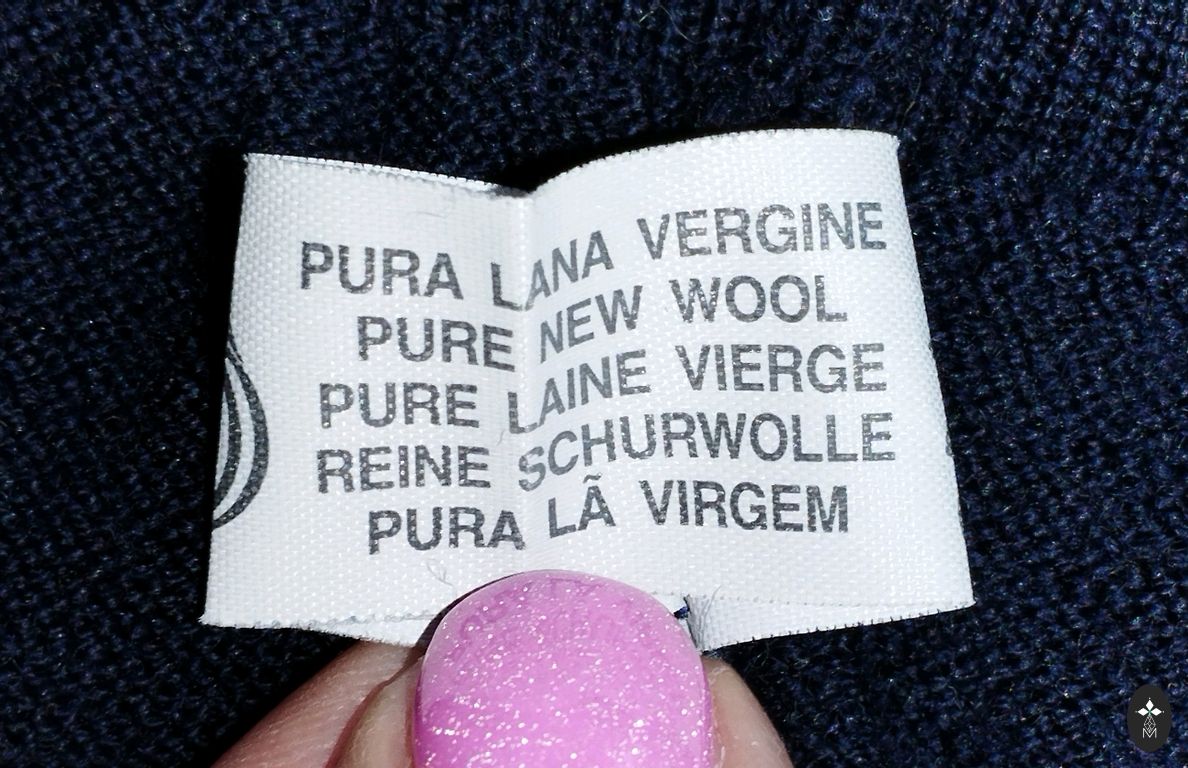 PURA LANA VERGINE
PURE NEW WOOL
PURE LAINE VIERGE
REINE SCHURWOLLE
PURA LÃ VIRGEM